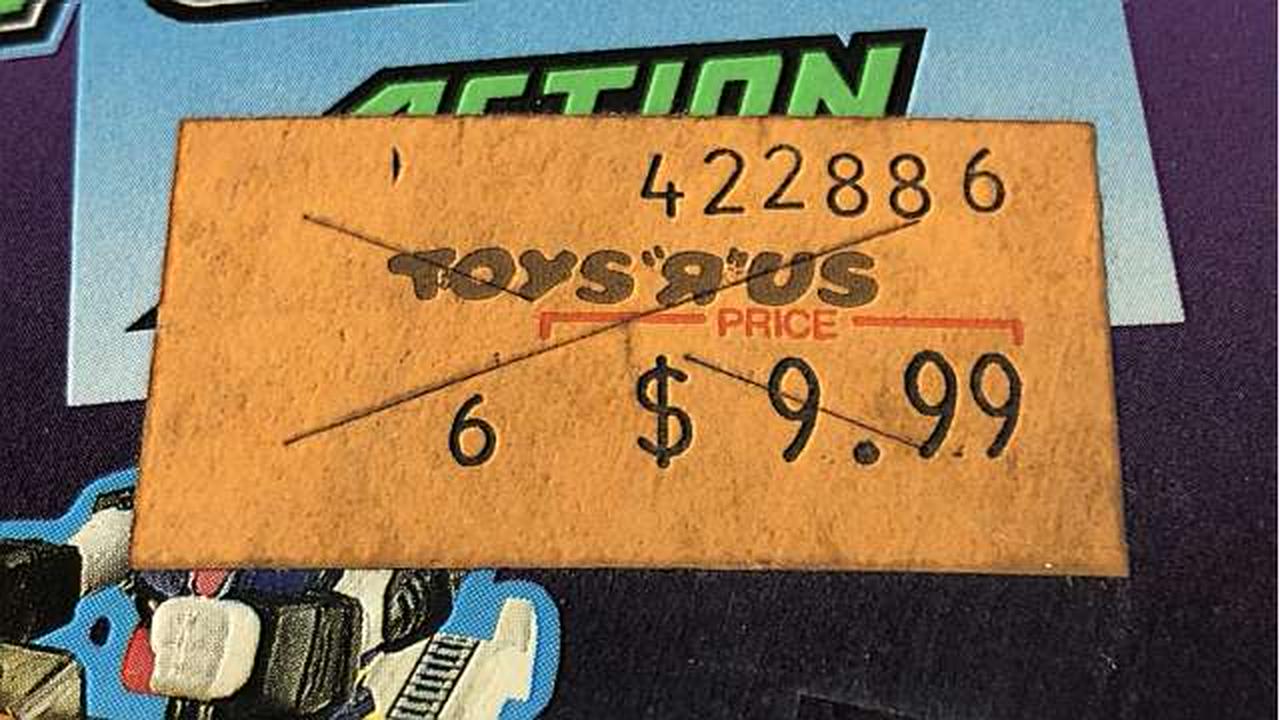 ACTION
422886
TOYS "Я" US
PRICE
6 $ 9.99